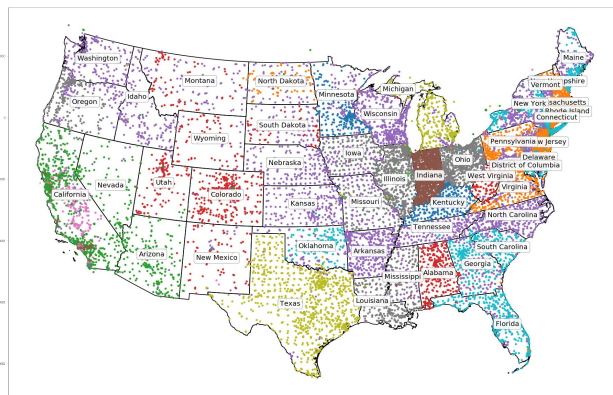 Maine
Washington
Montana
North Dakota
Michigan
Vermont
Minnesota
Idaho
Oregon
New York
Wisconsin
Connecticut
South Dakota
Wyoming
Pennsylvania
Iowa
Ohio
Delaware
Nebraska
District of Columbia
Indiana
West Virginia
Illinois
Utah
Nevada
Virginia
California
Colorado
Missouri
Kentucky
Kansas
North Carolina
Tennessee
Oklahoma
South Carolina
Arkansas
Arizona
New Mexico
Georgia
Alabama
Mississippi
Louisiana
Texas
Florida